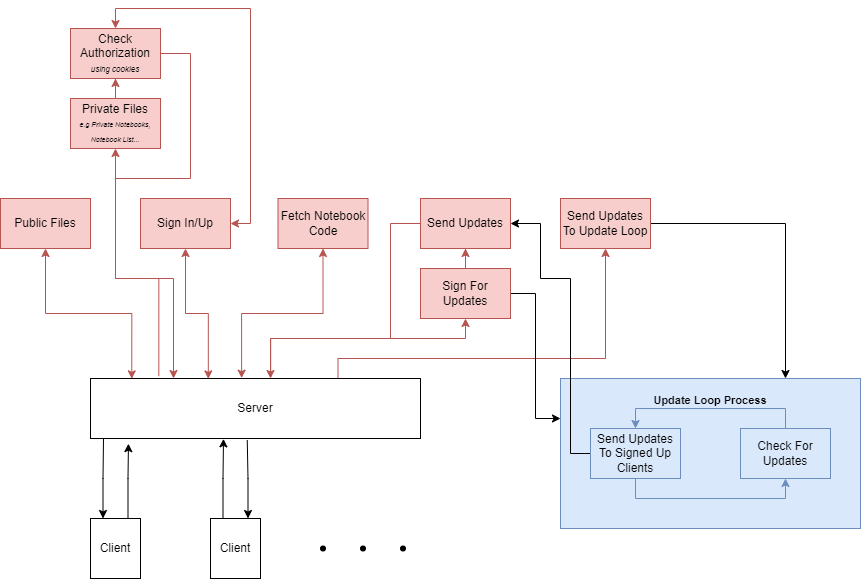 Check
Authorization
using cookies
Private Files
e.g Private Notebooks,
Notebook List...
Public Files
Sign In/Up
Fetch Notebook
Code
Send Updates
Send Updates
To Update Loop
Sign For
Updates
Server
Update Loop Process
Send Updates
To Signed Up
Clients
Check For
Updates
Client
Client